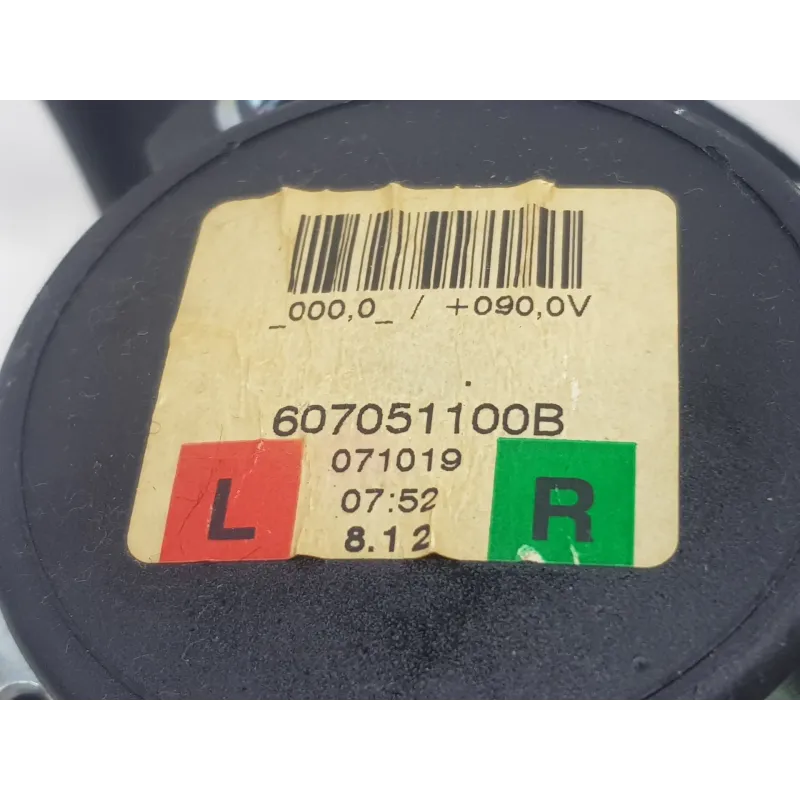 _000,0_ / +090,0V
607051100B
071019
L 07:52 R
8.12